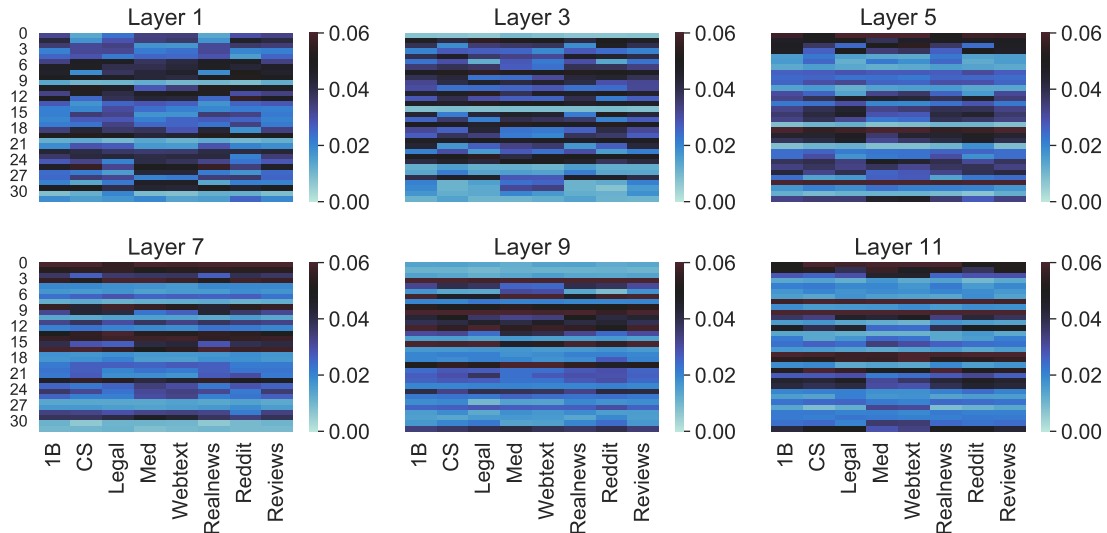 Layer 1
Layer 3
Layer 5
0
3
6
9
12
15
18
21
24
27
30
0.06
0.04
0.02
0.00
0.06
0.04
0.02
0.00
0.06
0.04
0.02
0.00
Layer 7
Layer 9
Layer 11
0
3
6
9
12
15
18
21
24
27
30
0.06
0.04
0.02
0.00
0.06
0.04
0.02
0.00
0.06
0.04
0.02
0.00
1B
CS
Legal
Med
Webtext
Realnews
Reddit
Reviews
1B
CS
Legal
Med
Webtext
Realnews
Reddit
Reviews
1B
CS
Legal
Med
Webtext
Realnews
Reddit
Reviews